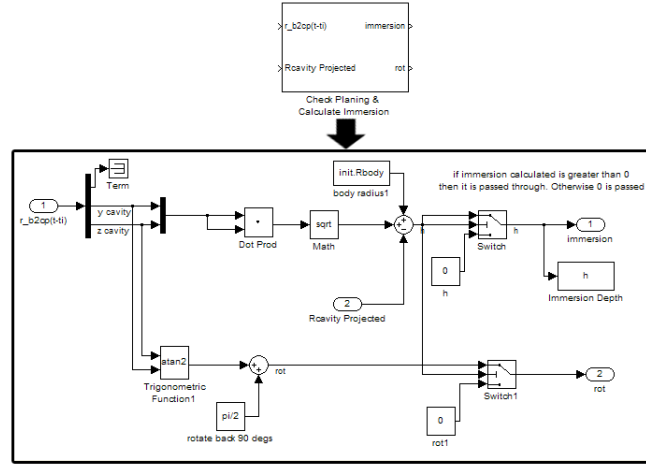 r_b2cp(t-ti)
immersion
Rcavity Projected
rot
Check Planing &
Calculate Immersion
Term
1
r_b2cp(t-ti)
y cavity
z cavity
Dot Prod
sqrt
Math
init.Rbody
body radius1
if immersion calculated is greater than 0
then it is passed through. Otherwise 0 is passed
h
Switch
h
1
immersion
0
h
h
Immersion Depth
2
Rcavity Projected
atan2
Trigonometric
Function1
rot
pi/2
rotate back 90 degs
Switch1
0
rot1
2
rot